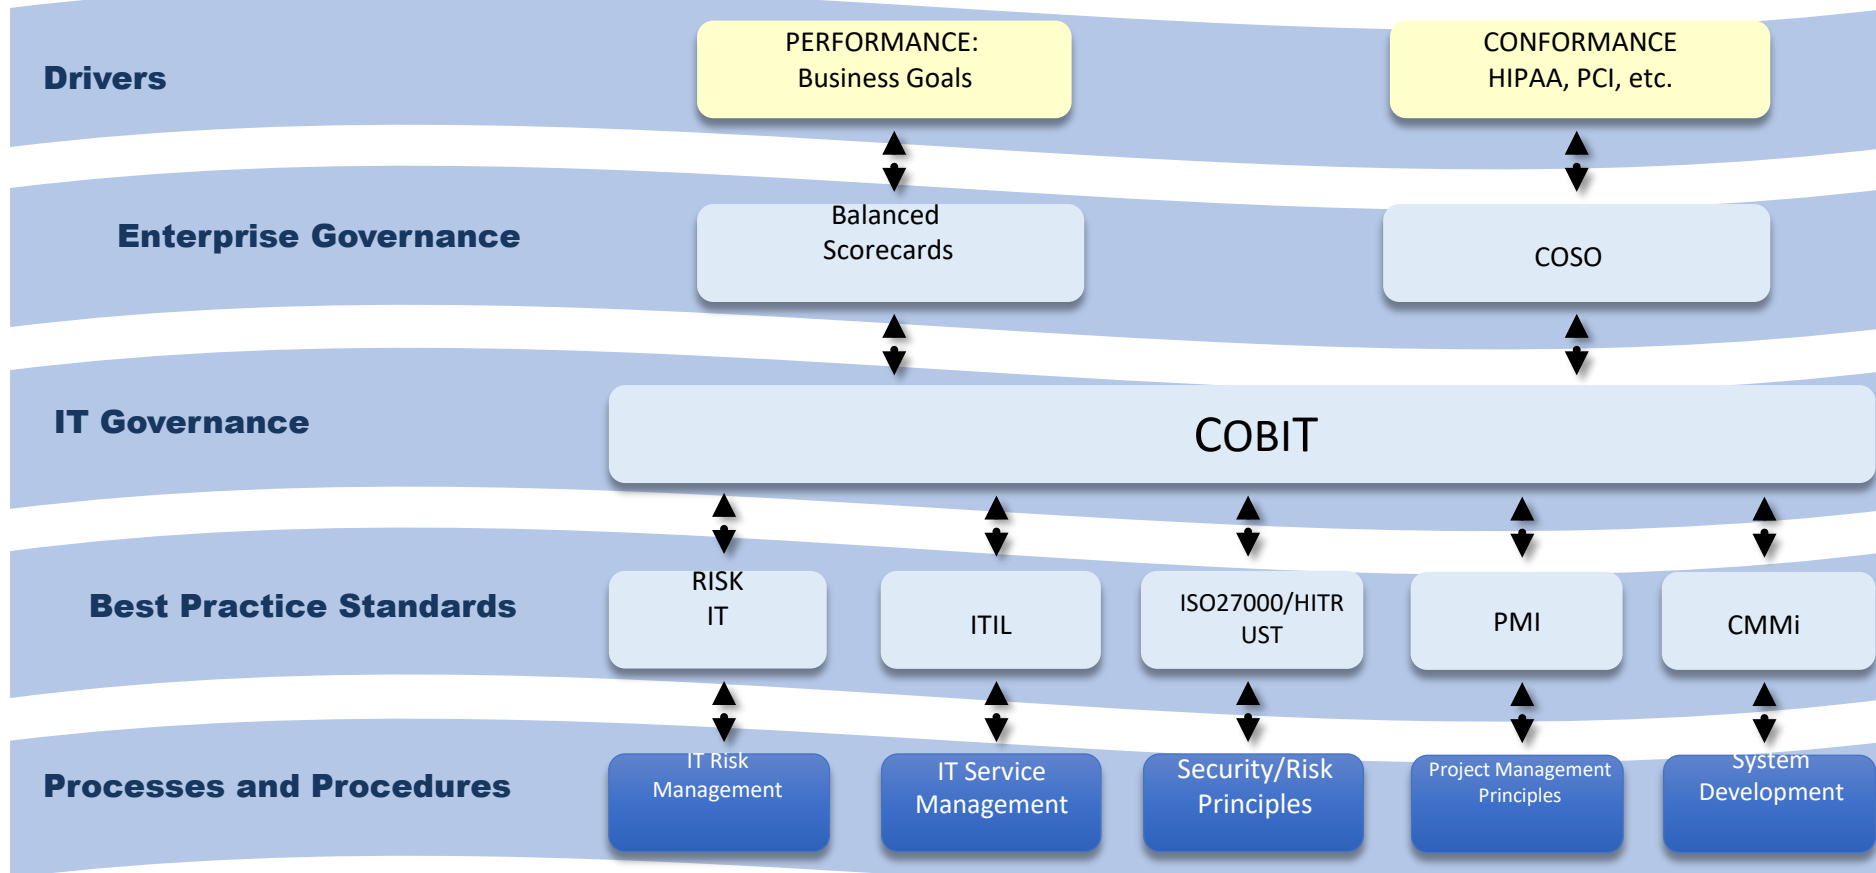 Drivers
PERFORMANCE:
Business Goals
CONFORMANCE
HIPAA, PCI, etc.
Enterprise Governance
Balanced
Scorecards
COSO
IT Governance
COBIT
Best Practice Standards
RISK
IT
ITIL
ISO27000/HITR
UST
PMI
CMMi
Processes and Procedures
IT Risk
Management
IT Service
Management
Security/Risk
Principles
Project Management
Principles
System
Development